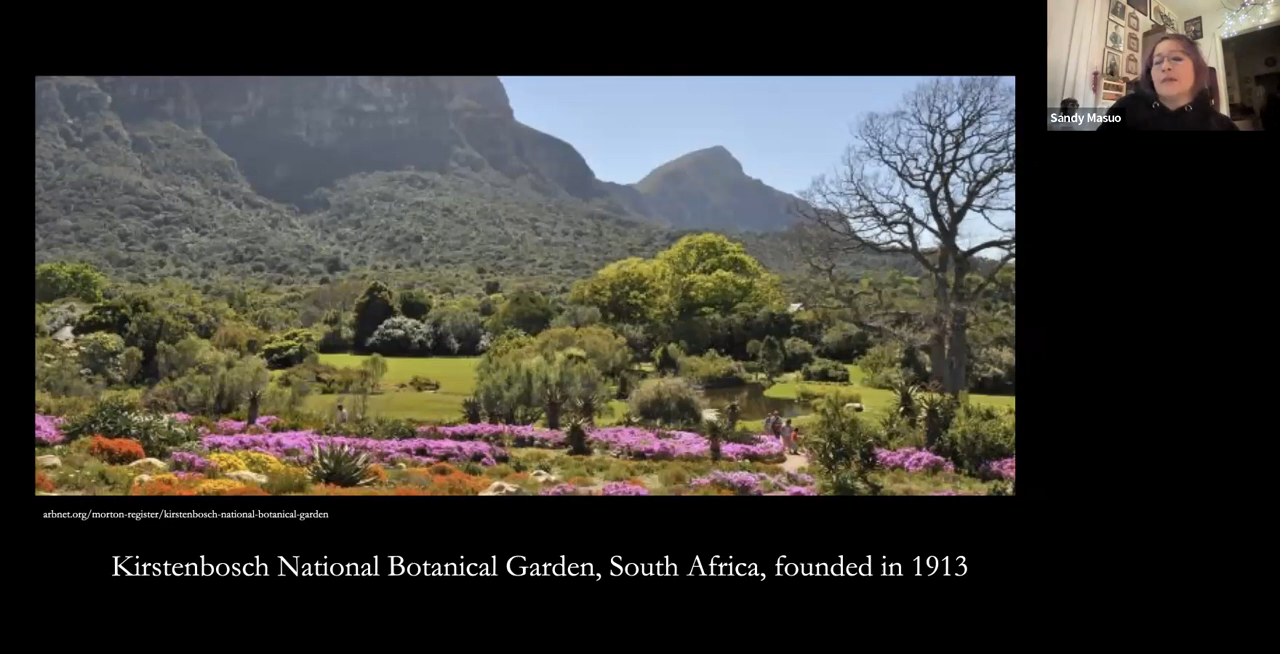 Sandy Masuo
arbnet.org/morton-register/kirstenbosch-national-botanical-garden
Kirstenbosch National Botanical Garden, South Africa, founded in 1913